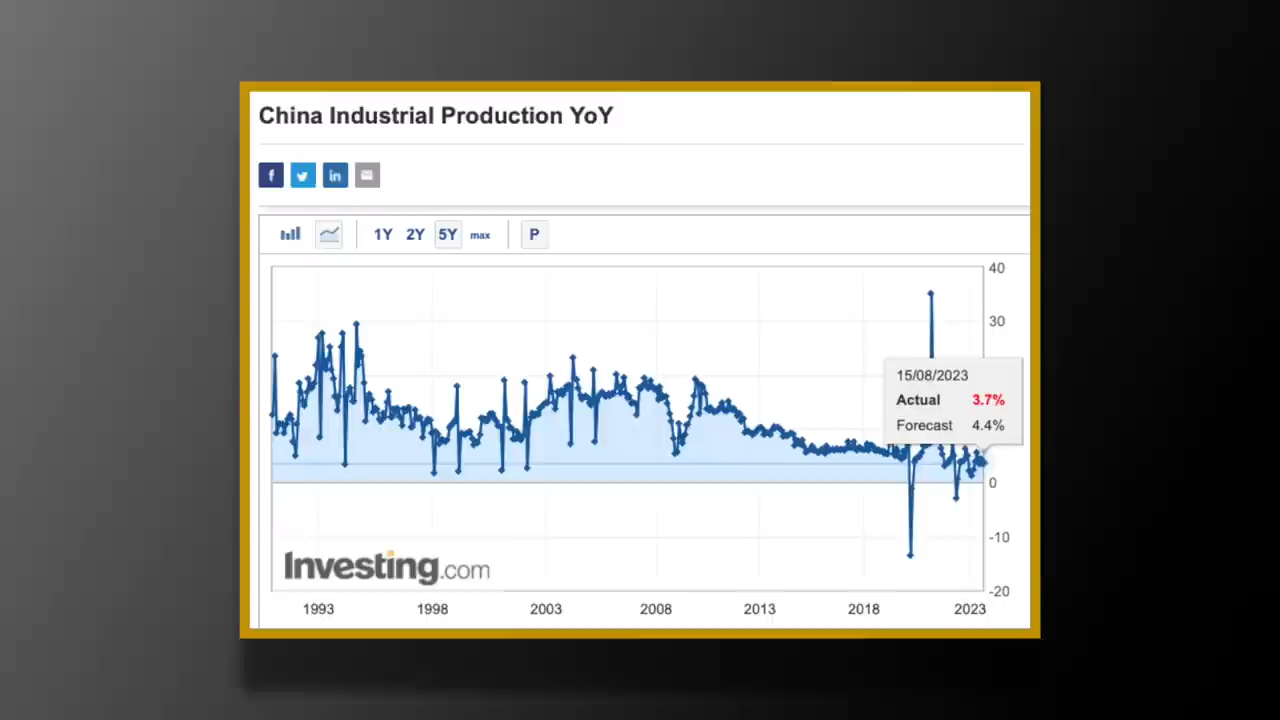 China Industrial Production YoY
f in
1Y 2Y 5Y max P
40
30
15/08/2023
Actual 3.7%
Forecast 4.4%
0
-10
-20
Investing.com
1993 1998 2003 2008 2013 2018 2023